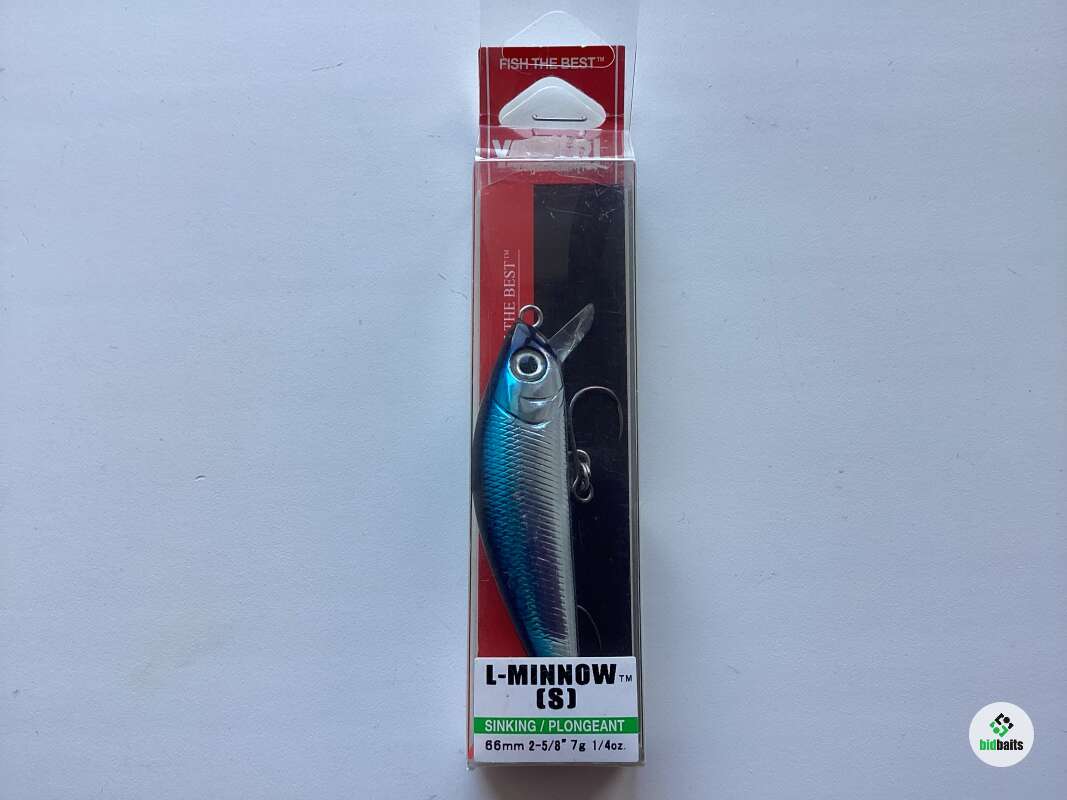 FISH THE BEST™
THE BEST™
L-MINNOW™
(S)
SINKING / PLONGEANT
66mm 2-5/8" 7g 1/4oz.
bidbaits